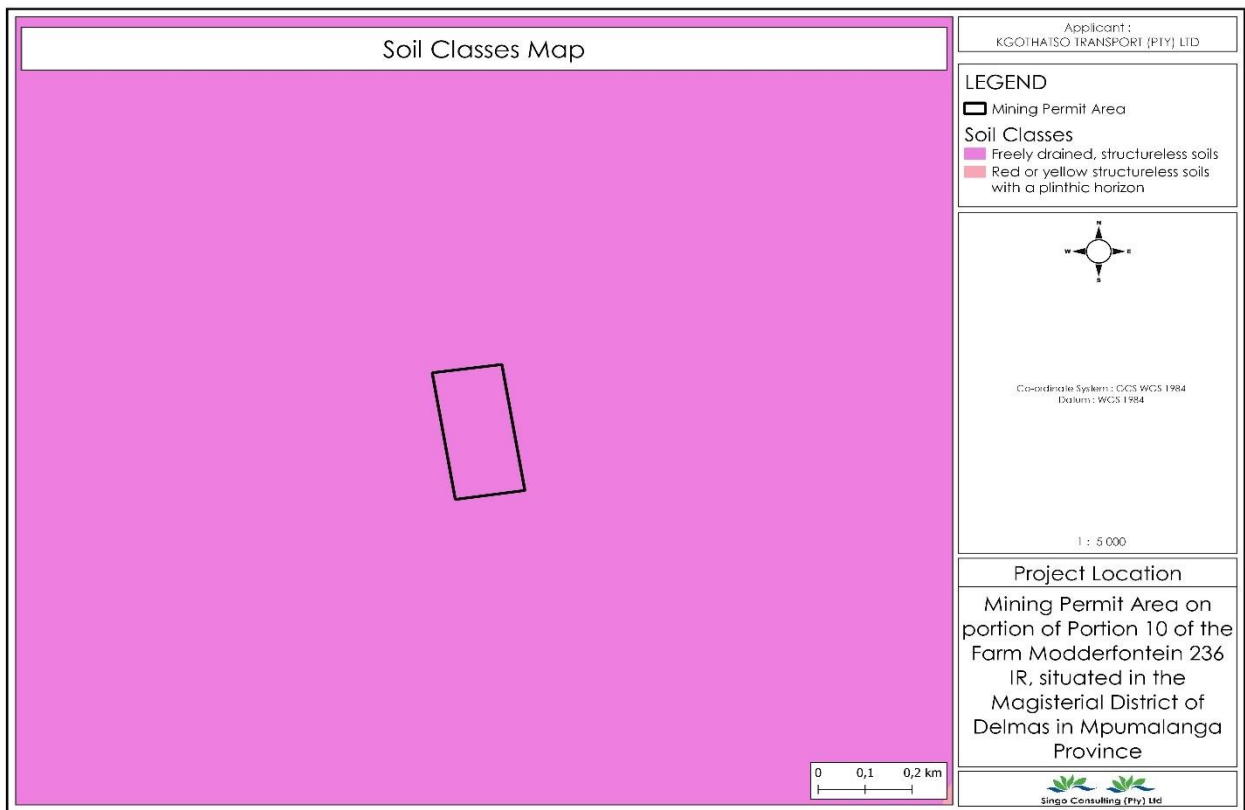 Soil Classes Map
Applicant :
KGOTHATSO TRANSPORT (PTY) LTD
LEGEND
Mining Permit Area
Soil Classes
Freely drained, structureless soils
Red or yellow structureless soils
with a plinthic horizon
N
W E
S
Co-ordinate System : GCS WGS 1984
Datum : WGS 1984
1 : 5 000
Project Location
Mining Permit Area on
portion of Portion 10 of the
Farm Modderfontein 236
IR, situated in the
Magisterial District of
Delmas in Mpumalanga
Province
0 0,1 0,2 km
Singo Consulting (Pty) Ltd